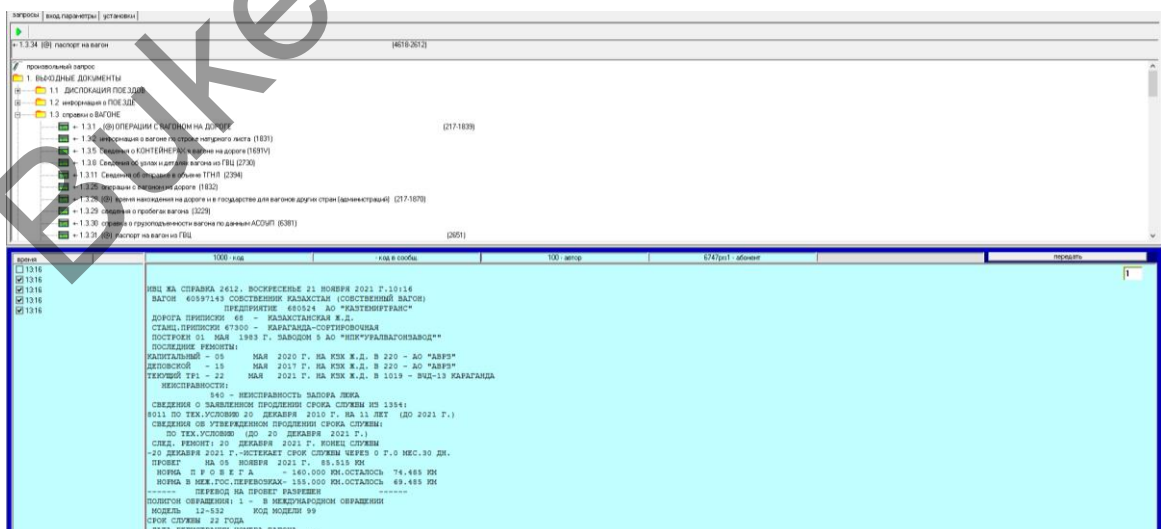 запросы вход.параметры установки
← 1.3.34 (@) паспорт на вагон (4618-2612)
произвольный запрос
1. ВЫХОДНЫЕ ДОКУМЕНТЫ
1.1 ДИСЛОКАЦИЯ ПОЕЗДОВ
1.2 информация о ПОЕЗДЕ
1.3 справки о ВАГОНЕ
← 1.3.1 (@) ОПЕРАЦИИ С ВАГОНОМ НА ДОРОГЕ (217-1839)
← 1.3.2 информация о вагоне по строке натурного листа (1831)
← 1.3.5 Сведения о КОНТЕЙНЕРАХ в вагоне на дороге (1691V)
← 1.3.8 Сведения об узлах и деталях вагона из ГВЦ (2730)
← 1.3.11 Сведения об отправке в объеме ТГНЛ (2394)
← 1.3.25 операции с вагоном на дороге (1832)
← 1.3.28 (@) время нахождения на дороге и в государстве для вагонов других стран (администраций) (217-1870)
← 1.3.29 сведения о пробегах вагона (3229)
← 1.3.30 справка о грузоподъемности вагона по данным АСОУП (6381)
← 1.3.31 (@) паспорт на вагон из ГВЦ (2651)
время 1000 - код - код в сообщ. 100 - автор 6747po1 - абонент передать
13:16
13:16
13:16
13:16
13:16
1
ИВЦ ЖА СПРАВКА 2612. ВОСКРЕСЕНЬЕ 21 НОЯБРЯ 2021 Г.10:16
ВАГОН 60597143 СОБСТВЕННИК КАЗАХСТАН (СОБСТВЕННЫЙ ВАГОН)
ПРЕДПРИЯТИЕ 680524 АО "КАЗТЕМИРТРАНС"
ДОРОГА ПРИПИСКИ 68 - КАЗАХСТАНСКАЯ Ж.Д.
СТАНЦ.ПРИПИСКИ 67300 - КАРАГАНДА-СОРТИРОВОЧНАЯ
ПОСТРОЕН 01 МАЯ 1983 Г. ЗАВОДОМ 5 АО "НПК"УРАЛВАГОНЗАВОД""
ПОСЛЕДНИЕ РЕМОНТЫ:
КАПИТАЛЬНЫЙ - 05 МАЯ 2020 Г. НА КЗХ Ж.Д. В 220 - АО "АВРЗ"
ДЕПОВСКОЙ - 15 МАЯ 2017 Г. НА КЗХ Ж.Д. В 220 - АО "АВРЗ"
ТЕКУЩИЙ ТР1 - 22 МАЯ 2021 Г. НА КЗХ Ж.Д. В 1019 - ВЧД-13 КАРАГАНДА
НЕИСПРАВНОСТИ:
540 - НЕИСПРАВНОСТЬ ЗАПОРА ЛЮКА
СВЕДЕНИЯ О ЗАЯВЛЕННОМ ПРОДЛЕНИИ СРОКА СЛУЖБЫ ИЗ 1354:
8011 ПО ТЕХ.УСЛОВИЮ 20 ДЕКАБРЯ 2010 Г. НА 11 ЛЕТ (ДО 2021 Г.)
СВЕДЕНИЯ ОБ УТВЕРЖДЕННОМ ПРОДЛЕНИИ СРОКА СЛУЖБЫ:
ПО ТЕХ.УСЛОВИЮ (ДО 20 ДЕКАБРЯ 2021 Г.)
СЛЕД. РЕМОНТ: 20 ДЕКАБРЯ 2021 Г. КОНЕЦ СЛУЖБЫ
-20 ДЕКАБРЯ 2021 Г.-ИСТЕКАЕТ СРОК СЛУЖБЫ ЧЕРЕЗ 0 Г.0 МЕС.30 ДН.
ПРОБЕГ НА 05 НОЯБРЯ 2021 Г. 85.515 КМ
НОРМА П Р О Б Е Г А - 160.000 КМ.ОСТАЛОСЬ 74.485 КМ
НОРМА В МЕЖ.ГОС.ПЕРЕВОЗКАХ- 155.000 КМ.ОСТАЛОСЬ 69.485 КМ
------ ПЕРЕВОД НА ПРОБЕГ РАЗРЕШЕН ------
ПОЛИГОН ОБРАЩЕНИЯ: 1 - В МЕЖДУНАРОДНОМ ОБРАЩЕНИИ
МОДЕЛЬ 12-532 КОД МОДЕЛИ 99
СРОК СЛУЖБЫ 22 ГОДА